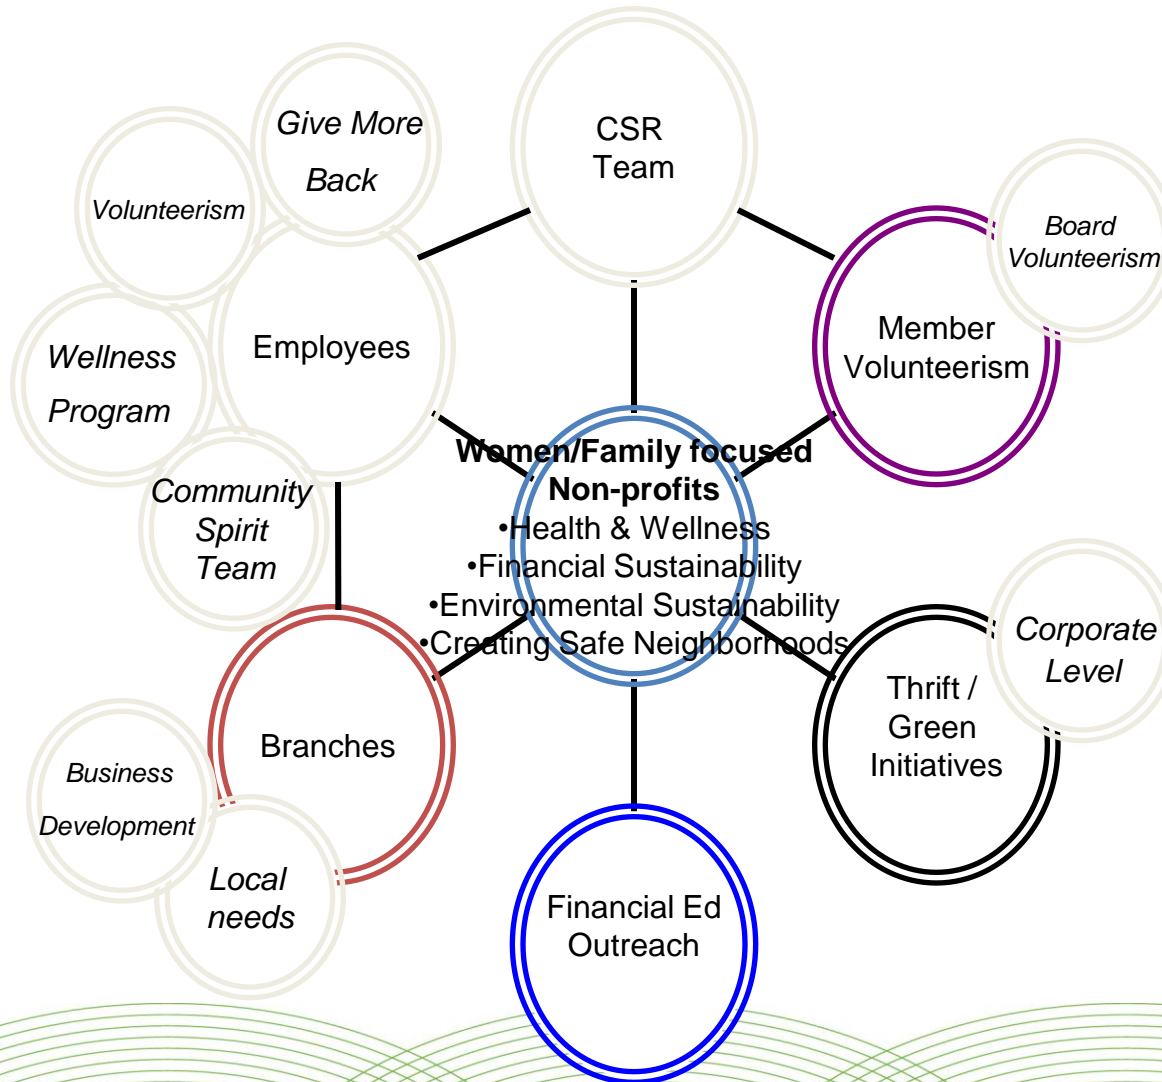 Give More
Back
CSR
Team
Volunteerism
Board
Volunteerism
Employees
Member
Volunteerism
Wellness
Program
Women/Family focused
Non-profits
•Health & Wellness
•Financial Sustainability
•Environmental Sustainability
•Creating Safe Neighborhoods
Community
Spirit
Team
Corporate
Level
Thrift /
Green
Initiatives
Branches
Business
Development
Local
needs
Financial Ed
Outreach